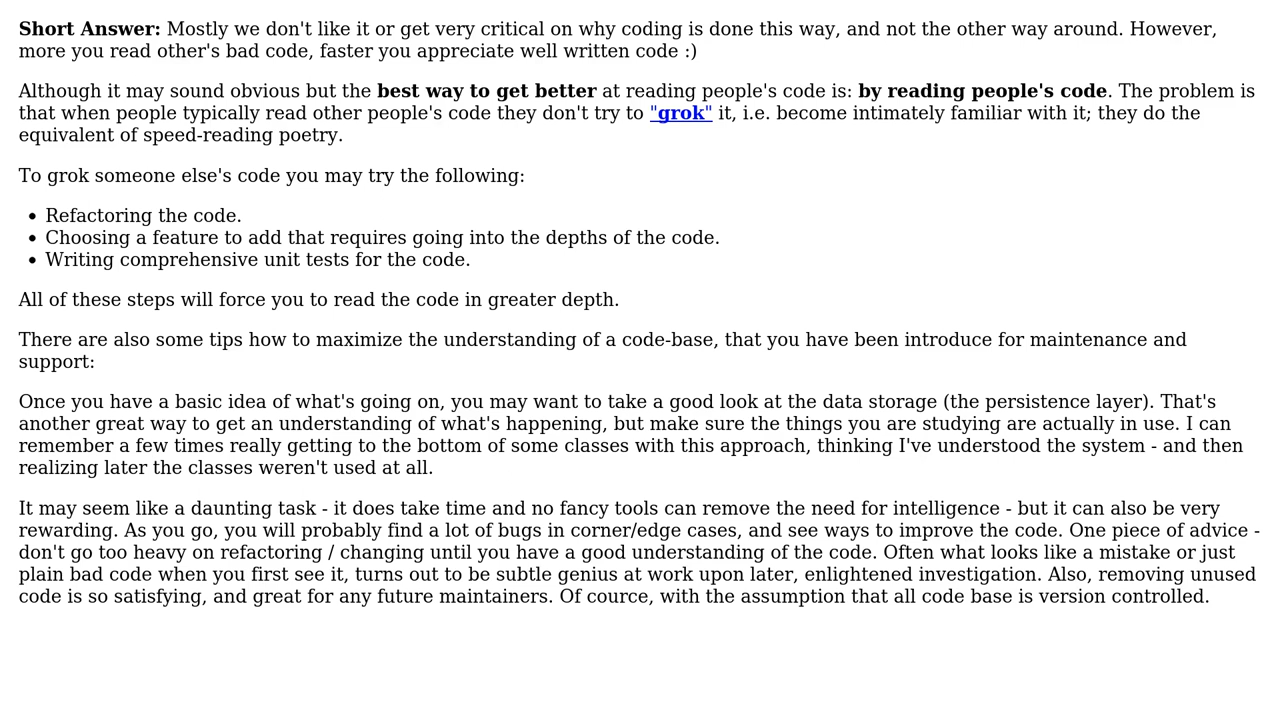 Short Answer: Mostly we don't like it or get very critical on why coding is done this way, and not the other way around. However,
more you read other's bad code, faster you appreciate well written code :)
Although it may sound obvious but the best way to get better at reading people's code is: by reading people's code. The problem is
that when people typically read other people's code they don't try to "grok" it, i.e. become intimately familiar with it; they do the
equivalent of speed-reading poetry.
To grok someone else's code you may try the following:
• Refactoring the code.
• Choosing a feature to add that requires going into the depths of the code.
• Writing comprehensive unit tests for the code.
All of these steps will force you to read the code in greater depth.
There are also some tips how to maximize the understanding of a code-base, that you have been introduce for maintenance and
support:
Once you have a basic idea of what's going on, you may want to take a good look at the data storage (the persistence layer). That's
another great way to get an understanding of what's happening, but make sure the things you are studying are actually in use. I can
remember a few times really getting to the bottom of some classes with this approach, thinking I've understood the system - and then
realizing later the classes weren't used at all.
It may seem like a daunting task - it does take time and no fancy tools can remove the need for intelligence - but it can also be very
rewarding. As you go, you will probably find a lot of bugs in corner/edge cases, and see ways to improve the code. One piece of advice -
don't go too heavy on refactoring / changing until you have a good understanding of the code. Often what looks like a mistake or just
plain bad code when you first see it, turns out to be subtle genius at work upon later, enlightened investigation. Also, removing unused
code is so satisfying, and great for any future maintainers. Of cource, with the assumption that all code base is version controlled.